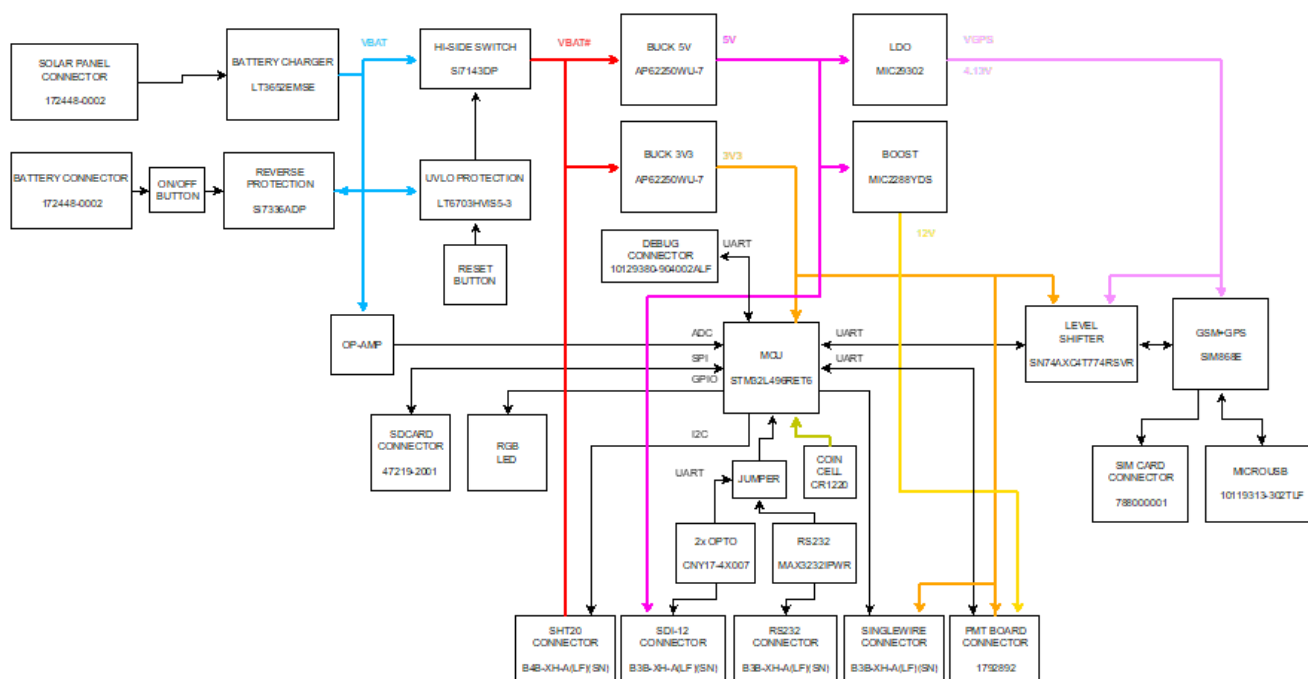 SOLAR PANEL
CONNECTOR
172448-0002
BATTERY CHARGER
LT3652EMSE
VBAT
HI-SIDE SWITCH
Si7143DP
VBAT#
BUCK 5V
AP62250WU-7
5V
LDO
MIC29302
VGPS
4.13V
BATTERY CONNECTOR
172448-0002
ON/OFF
BUTTON
REVERSE
PROTECTION
Si7336ADP
UVLO PROTECTION
LT6703HVIS5-3
BUCK 3V3
AP62250WU-7
3V3
BOOST
MIC2288YDS
12V
RESET
BUTTON
DEBUG
CONNECTOR
10129380-904002ALF
UART
OP-AMP
ADC
SPI
GPIO
MCU
STM32L496RET6
UART
UART
LEVEL
SHIFTER
SN74AXC4T774RSVR
GSM+GPS
SIM868E
SDCARD
CONNECTOR
47219-2001
RGB
LED
I2C
UART
JUMPER
COIN
CELL
CR1220
SIM CARD
CONNECTOR
788000001
MICROUSB
10119313-302TLF
2x OPTO
CNY17-4X007
RS232
MAX3232IPWR
SHT20
CONNECTOR
B4B-XH-A(LF)(SN)
SDI-12
CONNECTOR
B3B-XH-A(LF)(SN)
RS232
CONNECTOR
B3B-XH-A(LF)(SN)
SINGLEWIRE
CONNECTOR
B3B-XH-A(LF)(SN)
PMT BOARD
CONNECTOR
1792892